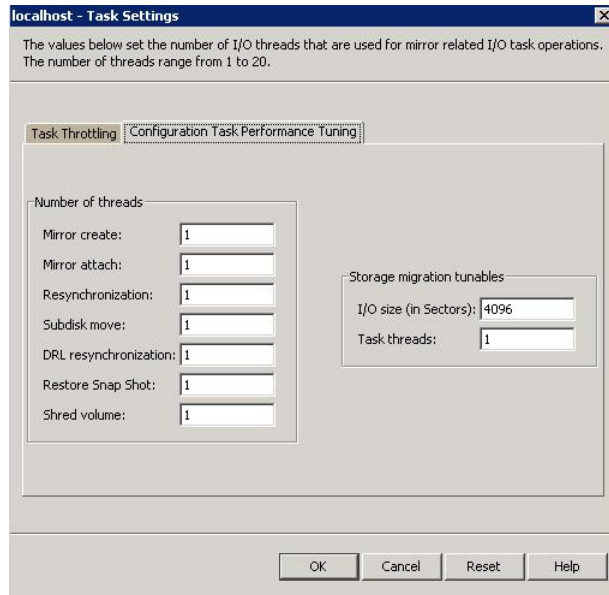 localhost - Task Settings
The values below set the number of I/O threads that are used for mirror related I/O task operations.
The number of threads range from 1 to 20.
Task Throttling Configuration Task Performance Tuning
Number of threads
Mirror create: 1
Mirror attach: 1
Resynchronization: 1
Subdisk move: 1
DRL resynchronization: 1
Restore Snap Shot: 1
Shred volume: 1
Storage migration tunables
I/O size (in Sectors): 4096
Task threads: 1
OK Cancel Reset Help